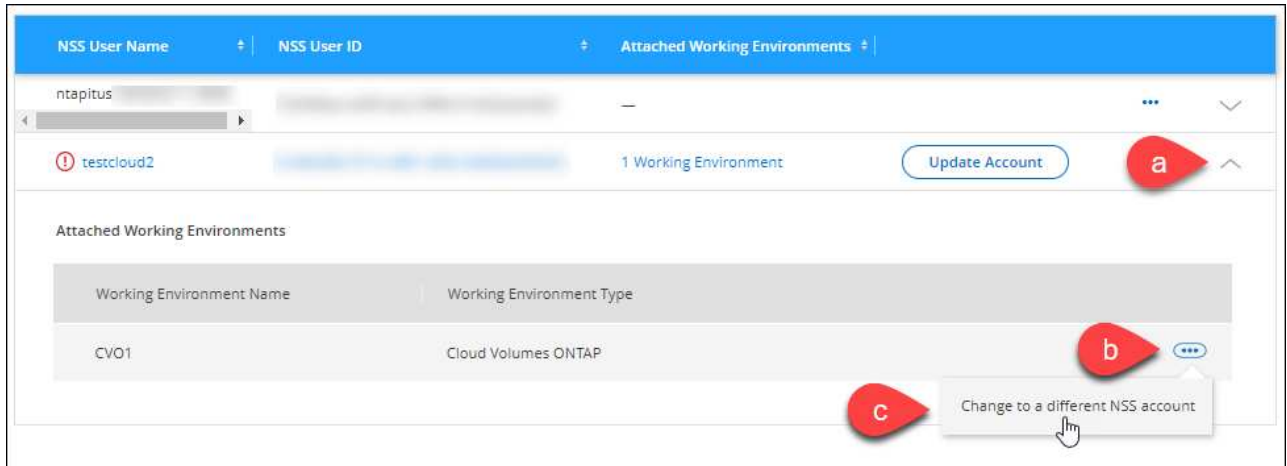 NSS User Name NSS User ID Attached Working Environments
ntapitus —
testcloud2 1 Working Environment Update Account a
Attached Working Environments
Working Environment Name Working Environment Type
CVO1 Cloud Volumes ONTAP b
c Change to a different NSS account